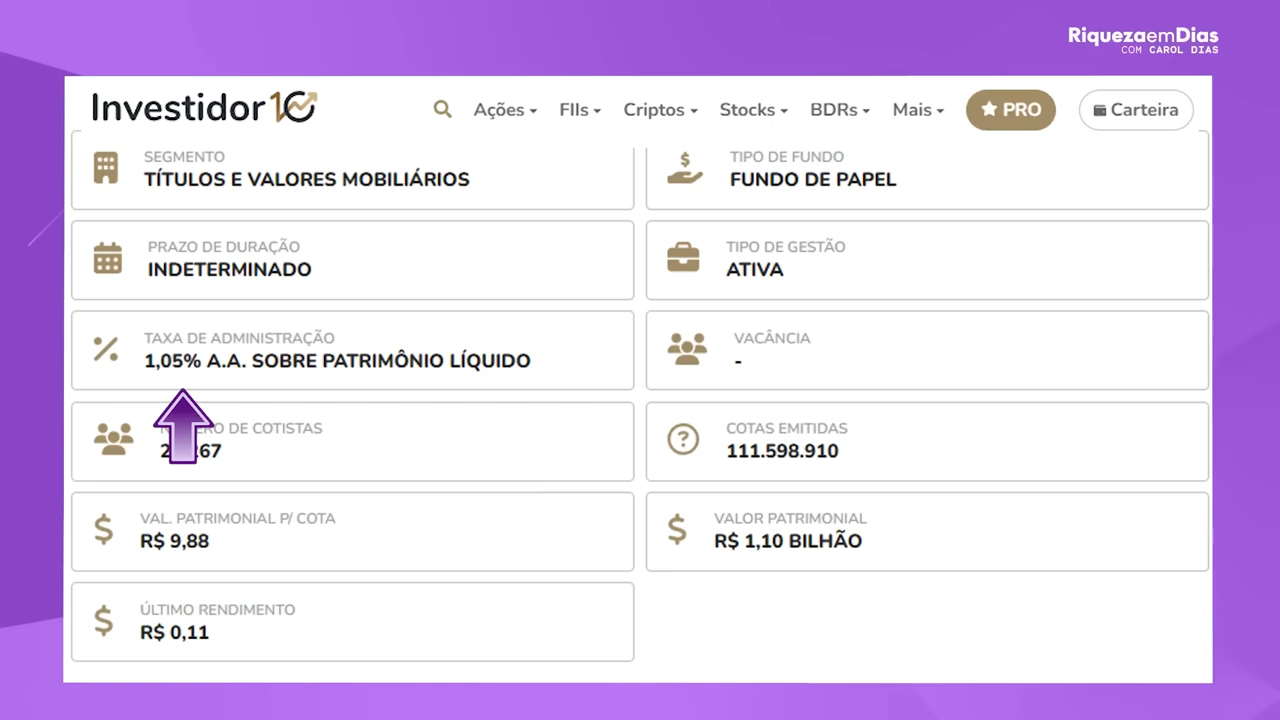 RiquezaemDias
COM CAROL DIAS
Investidor10
Ações
FIIs
Criptos
Stocks
BDRs
Mais
PRO
Carteira
SEGMENTO
TÍTULOS E VALORES MOBILIÁRIOS
TIPO DE FUNDO
FUNDO DE PAPEL
PRAZO DE DURAÇÃO
INDETERMINADO
TIPO DE GESTÃO
ATIVA
TAXA DE ADMINISTRAÇÃO
1,05% A.A. SOBRE PATRIMÔNIO LÍQUIDO
VACÂNCIA
-
DE COTISTAS
COTAS EMITIDAS
111.598.910
VAL. PATRIMONIAL P/ COTA
R$ 9,88
VALOR PATRIMONIAL
R$ 1,10 BILHÃO
ÚLTIMO RENDIMENTO
R$ 0,11